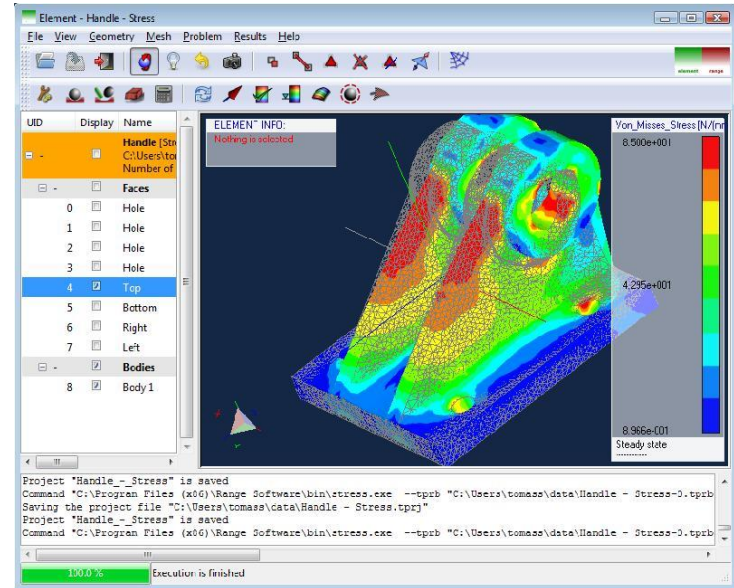 Element - Handle - Stress
File View Geometry Mesh Problem Results Help
element range
UID Display Name
Handle [Str
C:\Users\to
Number of
Faces
0 Hole
1 Hole
2 Hole
3 Hole
4 Top
5 Bottom
6 Right
7 Left
Bodies
8 Body 1
ELEMENT INFO:
Nothing is selected
Von_Misses_Stress [N/(m
8.500e+001
4.295e+001
8.966e-001
Steady state
Project "Handle_-_Stress" is saved
Command "C:\Program Files (x86)\Range Software\bin\stress.exe --tprb "C:\Users\tomass\data\Handle - Stress-0.tprb
Saving the project file "C:\Users\tomass\data\Handle - Stress.tprj"
Project "Handle_-_Stress" is saved
Command "C:\Program Files (x86)\Range Software\bin\stress.exe --tprb "C:\Users\tomass\data\Handle - Stress-0.tprb
100.0 % Execution is finished